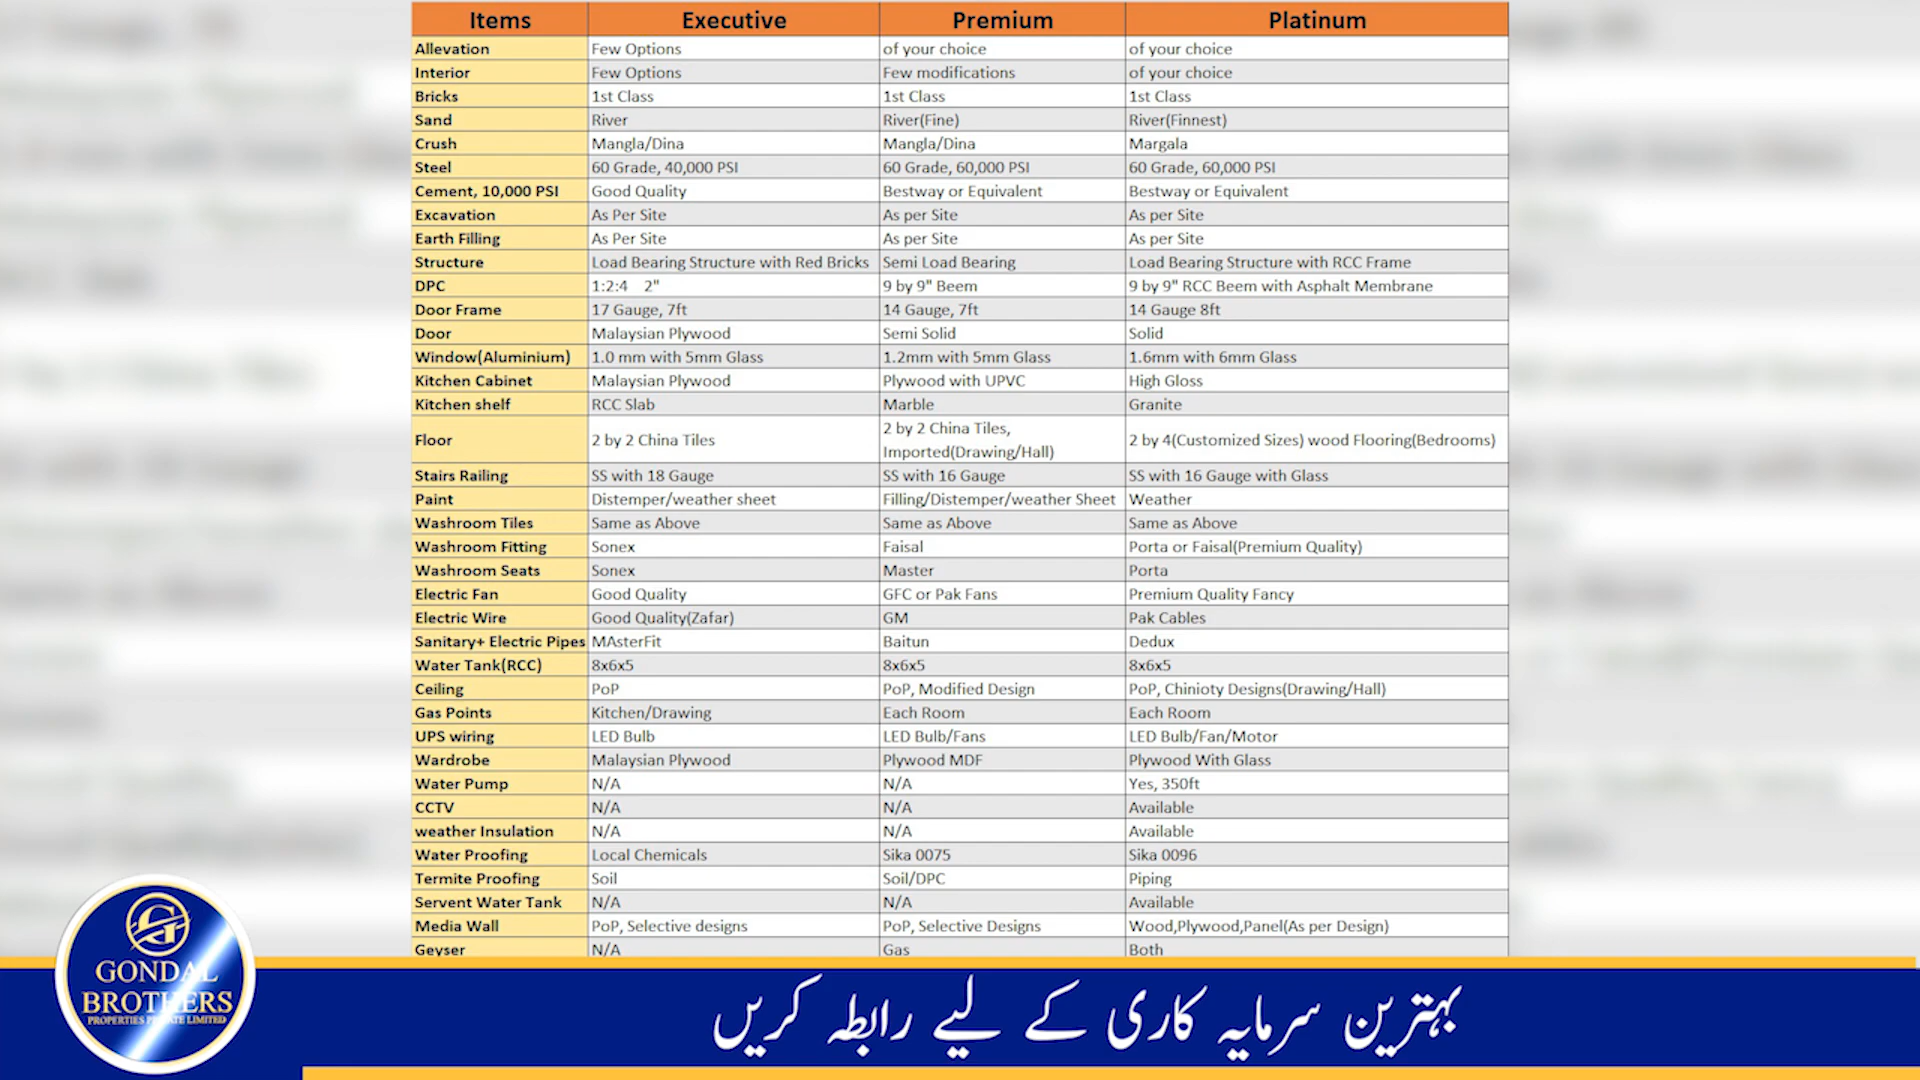 Items Executive Premium Platinum
Allevation Few Options of your choice of your choice
Interior Few Options Few modifications of your choice
Bricks 1st Class 1st Class 1st Class
Sand River River(Fine) River(Finnest)
Crush Mangla/Dina Mangla/Dina Margala
Steel 60 Grade, 40,000 PSI 60 Grade, 60,000 PSI 60 Grade, 60,000 PSI
Cement, 10,000 PSI Good Quality Bestway or Equivalent Bestway or Equivalent
Excavation As Per Site As per Site As per Site
Earth Filling As Per Site As per Site As per Site
Structure Load Bearing Structure with Red Bricks Semi Load Bearing Load Bearing Structure with RCC Frame
DPC 1:2:4 2" 9 by 9" Beem 9 by 9" RCC Beem with Asphalt Membrane
Door Frame 17 Gauge, 7ft 14 Gauge, 7ft 14 Gauge 8ft
Door Malaysian Plywood Semi Solid Solid
Window(Aluminium) 1.0 mm with 5mm Glass 1.2mm with 5mm Glass 1.6mm with 6mm Glass
Kitchen Cabinet Malaysian Plywood Plywood with UPVC High Gloss
Kitchen shelf RCC Slab Marble Granite
Floor 2 by 2 China Tiles 2 by 2 China Tiles, Imported(Drawing/Hall) 2 by 4(Customized Sizes) wood Flooring(Bedrooms)
Stairs Railing SS with 18 Gauge SS with 16 Gauge SS with 16 Gauge with Glass
Paint Distemper/weather sheet Filling/Distemper/weather Sheet Weather
Washroom Tiles Same as Above Same as Above Same as Above
Washroom Fitting Sonex Faisal Porta or Faisal(Premium Quality)
Washroom Seats Sonex Master Porta
Electric Fan Good Quality GFC or Pak Fans Premium Quality Fancy
Electric Wire Good Quality(Zafar) GM Pak Cables
Sanitary+ Electric Pipes MAsterFit Baitun Dedux
Water Tank(RCC) 8x6x5 8x6x5 8x6x5
Ceiling PoP PoP, Modified Design PoP, Chinioty Designs(Drawing/Hall)
Gas Points Kitchen/Drawing Each Room Each Room
UPS wiring LED Bulb LED Bulb/Fans LED Bulb/Fan/Motor
Wardrobe Malaysian Plywood Plywood MDF Plywood With Glass
Water Pump N/A N/A Yes, 350ft
CCTV N/A N/A Available
weather Insulation N/A N/A Available
Water Proofing Local Chemicals Sika 0075 Sika 0096
Termite Proofing Soil Soil/DPC Piping
Servent Water Tank N/A N/A Available
Media Wall PoP, Selective designs PoP, Selective Designs Wood,Plywood,Panel(As per Design)
Geyser N/A Gas Both
GONDAL
BROTHERS
PROPERTIES PRIVATE LIMITED
بہترین سرمایہ کاری کے لیے رابطہ کریں